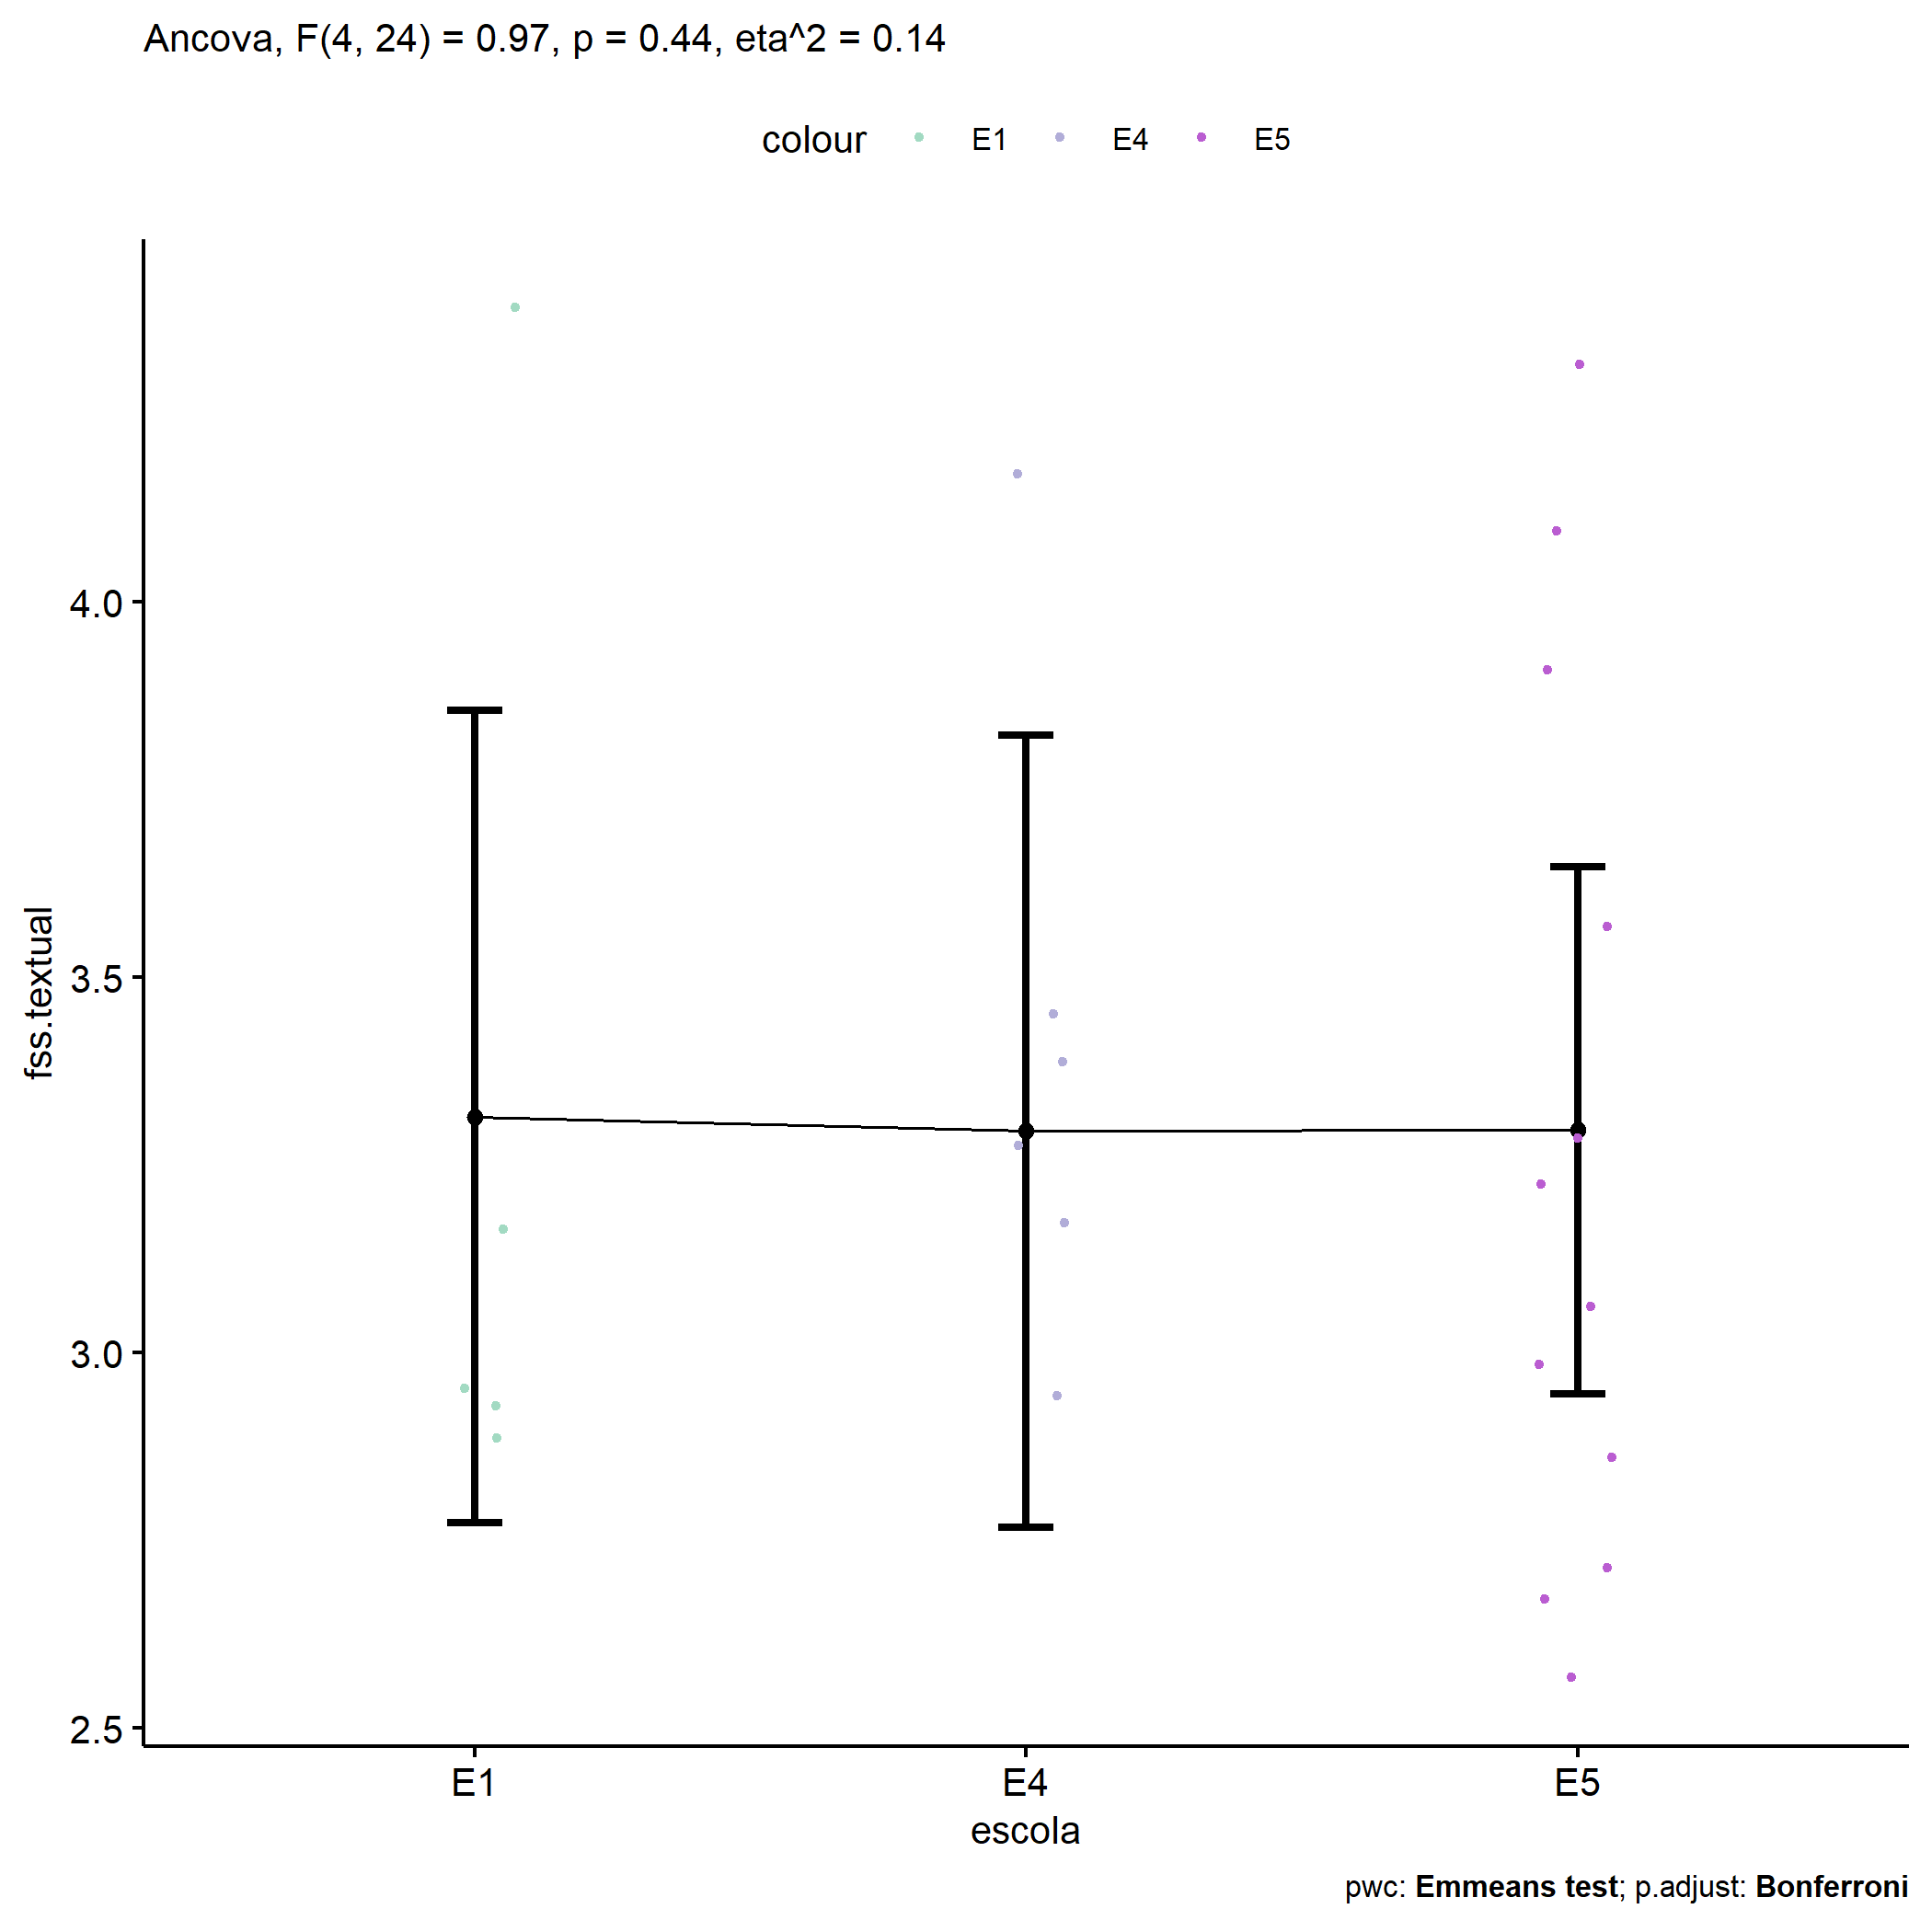 Ancova, F(4, 24) = 0.97, p = 0.44, eta^2 = 0.14
colour E1 E4 E5
4.0
3.5
3.0
2.5
fss.textual
E1 E4 E5
escola
pwc: Emmeans test; p.adjust: Bonferroni